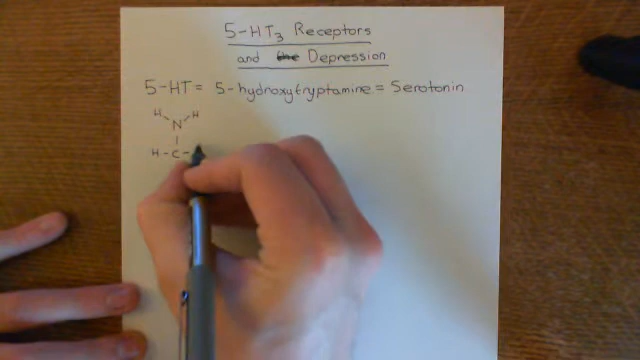 5-HT₃ Receptors
and the Depression
5-HT = 5-hydroxytryptamine = Serotonin
H H
N
H-C-